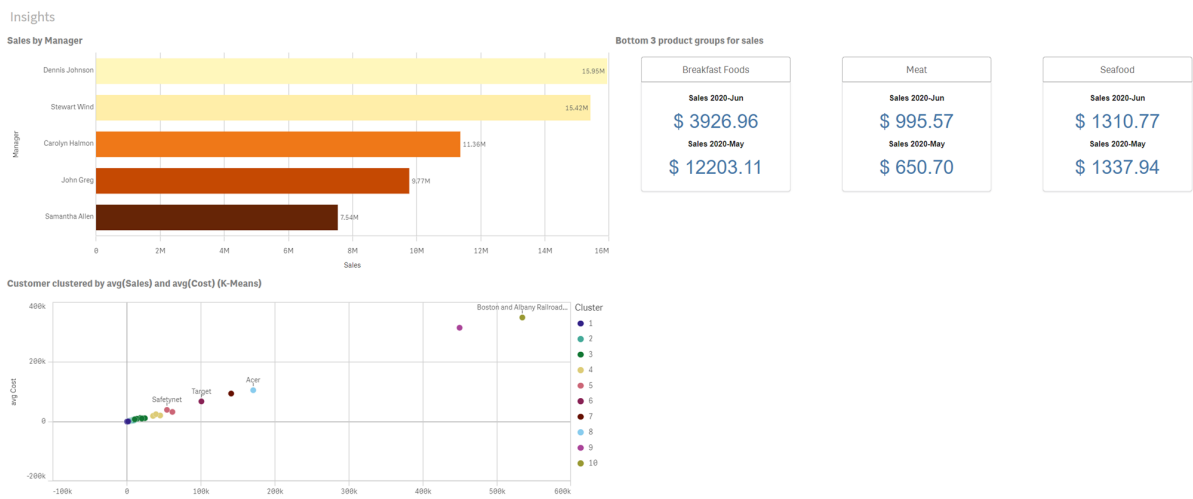 Insights
Sales by Manager
Dennis Johnson
15.95M
Stewart Wind
15.42M
Carolyn Halmon
11.36M
John Greg
9.77M
Samantha Allen
7.54M
Manager
0 2M 4M 6M 8M 10M 12M 14M 16M
Sales
Bottom 3 product groups for sales
Breakfast Foods
Sales 2020-Jun
$ 3926.96
Sales 2020-May
$ 12203.11
Meat
Sales 2020-Jun
$ 995.57
Sales 2020-May
$ 650.70
Seafood
Sales 2020-Jun
$ 1310.77
Sales 2020-May
$ 1337.94
Customer clustered by avg(Sales) and avg(Cost) (K-Means)
400k
200k
0
-200k
avg Cost
Boston and Albany Railroad...
Acer
Target
Safetynet
-100k 0 100k 200k 300k 400k 500k 600k
Cluster
1
2
3
4
5
6
7
8
9
10